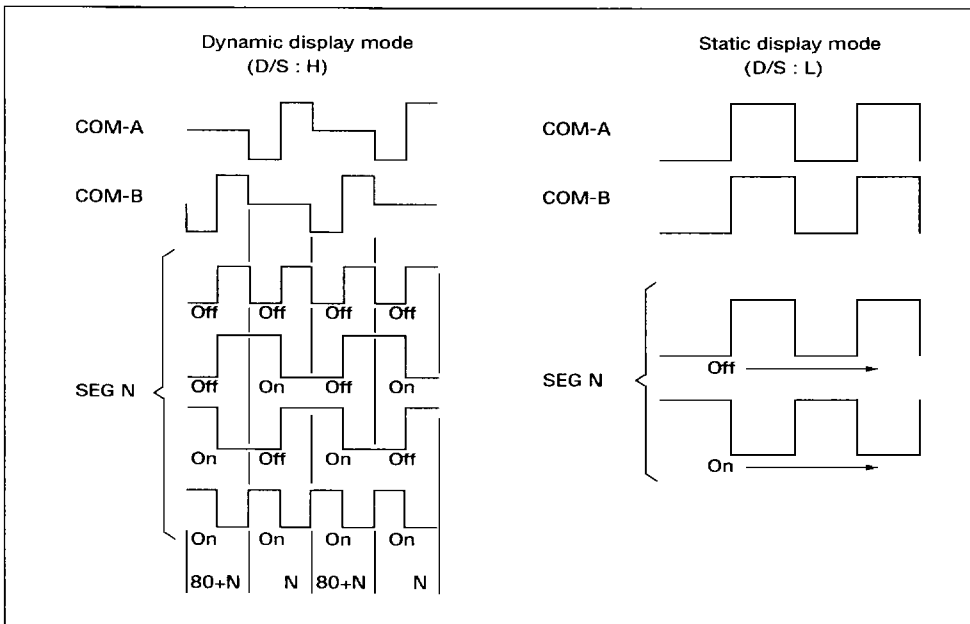 Dynamic display mode
(D/S : H)
COM-A
COM-B
SEG N
Off Off Off Off
Off On Off On
On Off On Off
On On On On
80+N N 80+N N
Static display mode
(D/S : L)
COM-A
COM-B
SEG N
Off
On